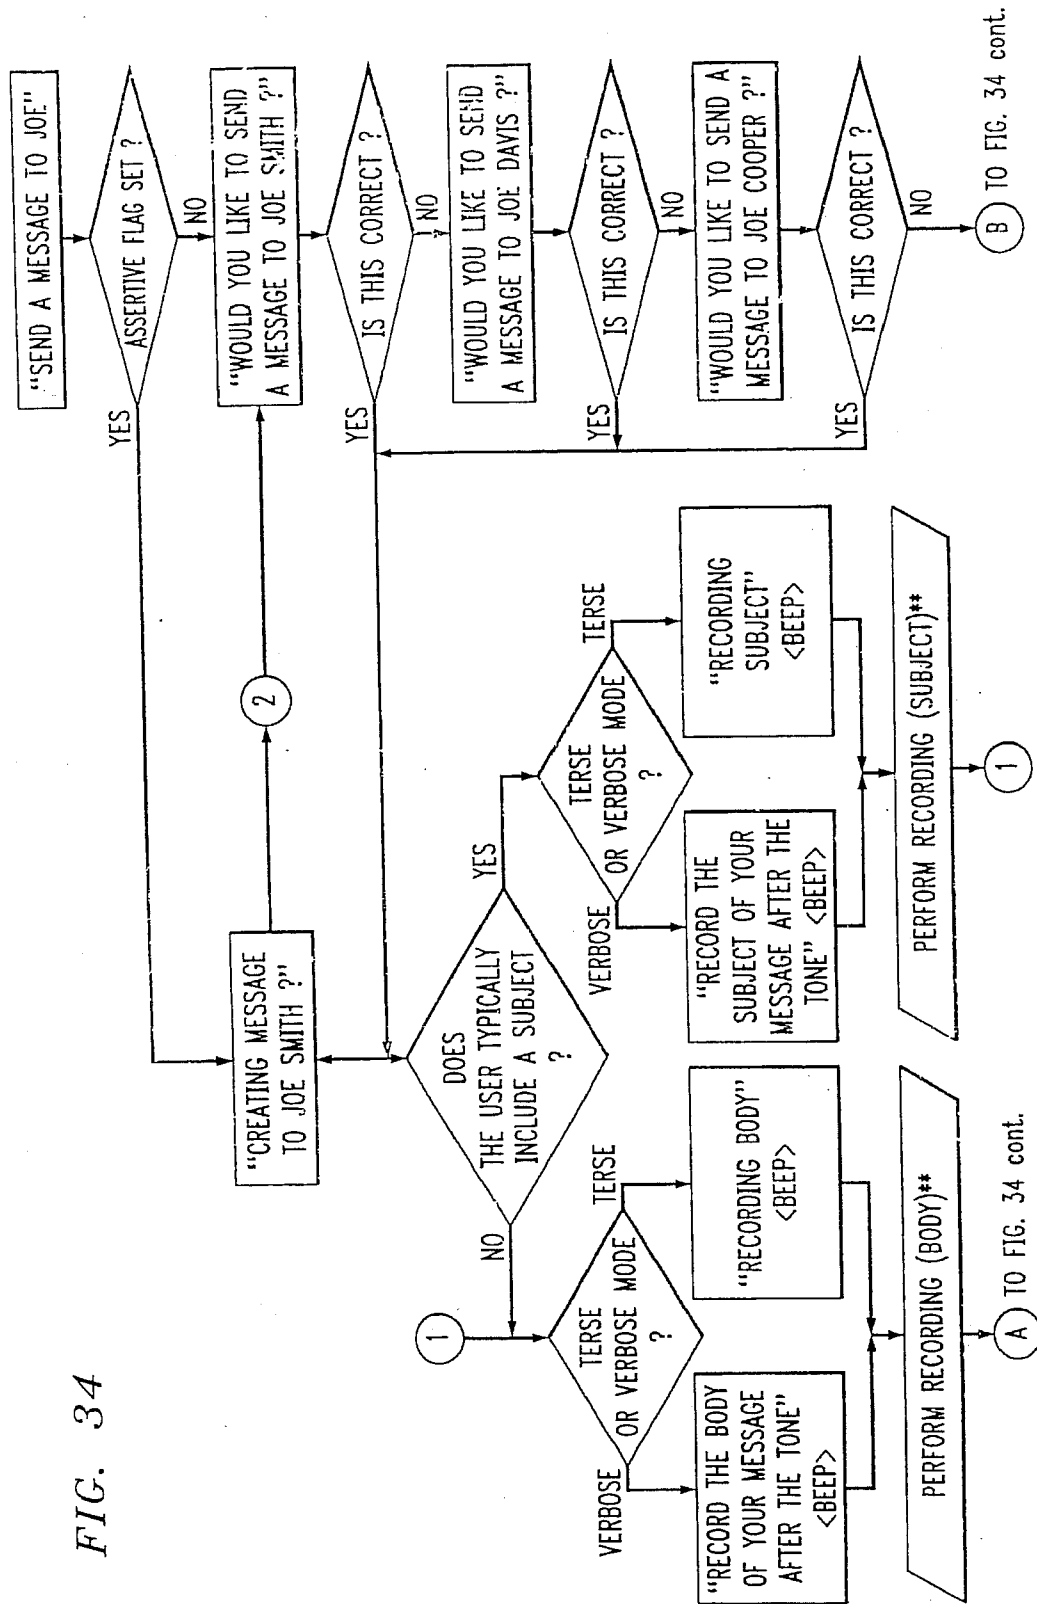 FIG. 34
"SEND A MESSAGE TO JOE"
ASSERTIVE FLAG SET ?
YES
NO
"WOULD YOU LIKE TO SEND
A MESSAGE TO JOE SMITH ?"
IS THIS CORRECT ?
YES
NO
"WOULD YOU LIKE TO SEND
A MESSAGE TO JOE DAVIS ?"
IS THIS CORRECT ?
YES
NO
"WOULD YOU LIKE TO SEND A
MESSAGE TO JOE COOPER ?"
IS THIS CORRECT ?
YES
NO
B TO FIG. 34 cont.
2
"CREATING MESSAGE
TO JOE SMITH ?"
DOES
THE USER TYPICALLY
INCLUDE A SUBJECT
?
YES
NO
TERSE
OR VERBOSE MODE
?
VERBOSE
TERSE
"RECORD THE
SUBJECT OF YOUR
MESSAGE AFTER THE
TONE" <BEEP>
"RECORDING
SUBJECT"
<BEEP>
PERFORM RECORDING (SUBJECT)**
1
1
TERSE
OR VERBOSE MODE
?
VERBOSE
TERSE
"RECORD THE BODY
OF YOUR MESSAGE
AFTER THE TONE"
<BEEP>
"RECORDING BODY"
<BEEP>
PERFORM RECORDING (BODY)**
A TO FIG. 34 cont.